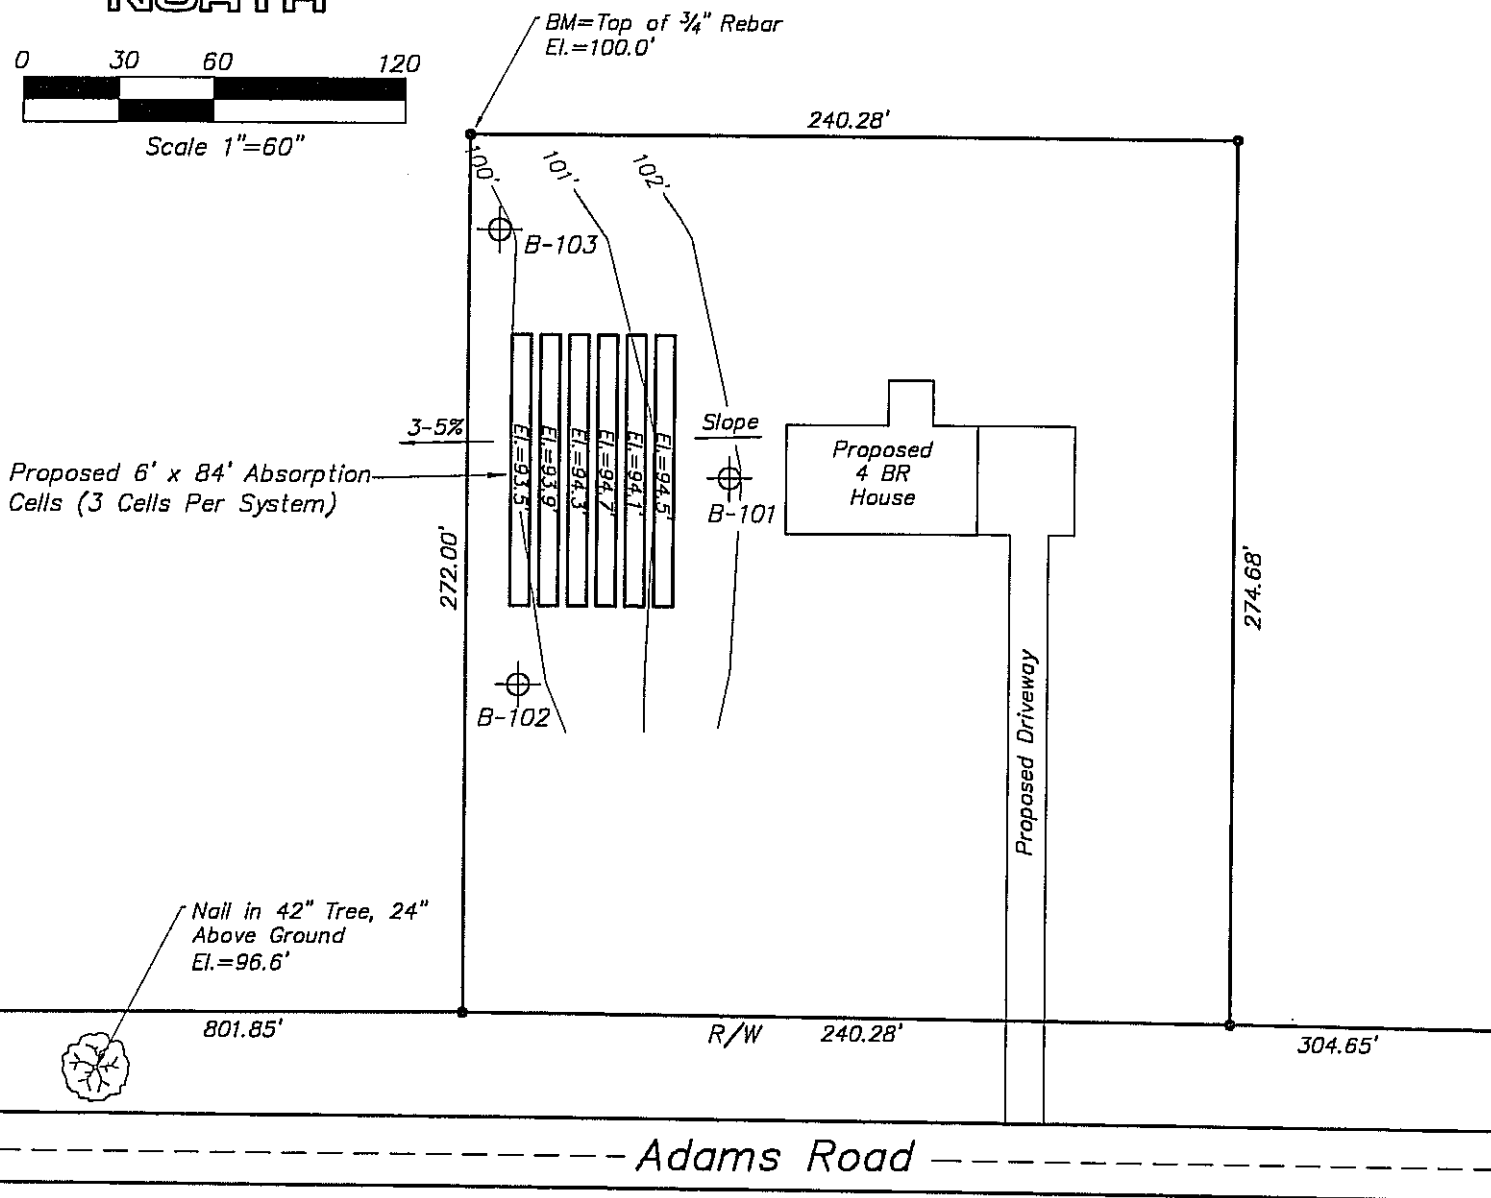 NORTH
0 30 60 120
Scale 1"=60"
BM=Top of ¾" Rebar
El.=100.0'
240.28'
100'
101'
102'
B-103
3-5%
Slope
Proposed 6' x 84' Absorption
Cells (3 Cells Per System)
El.=93.5'
El.=93.9'
El.=94.3'
El.=94.7'
El.=94.1'
El.=94.5'
B-101
Proposed
4 BR
House
272.00'
274.68'
B-102
Proposed Driveway
Nail in 42" Tree, 24"
Above Ground
El.=96.6'
801.85'
R/W 240.28'
304.65'
Adams Road